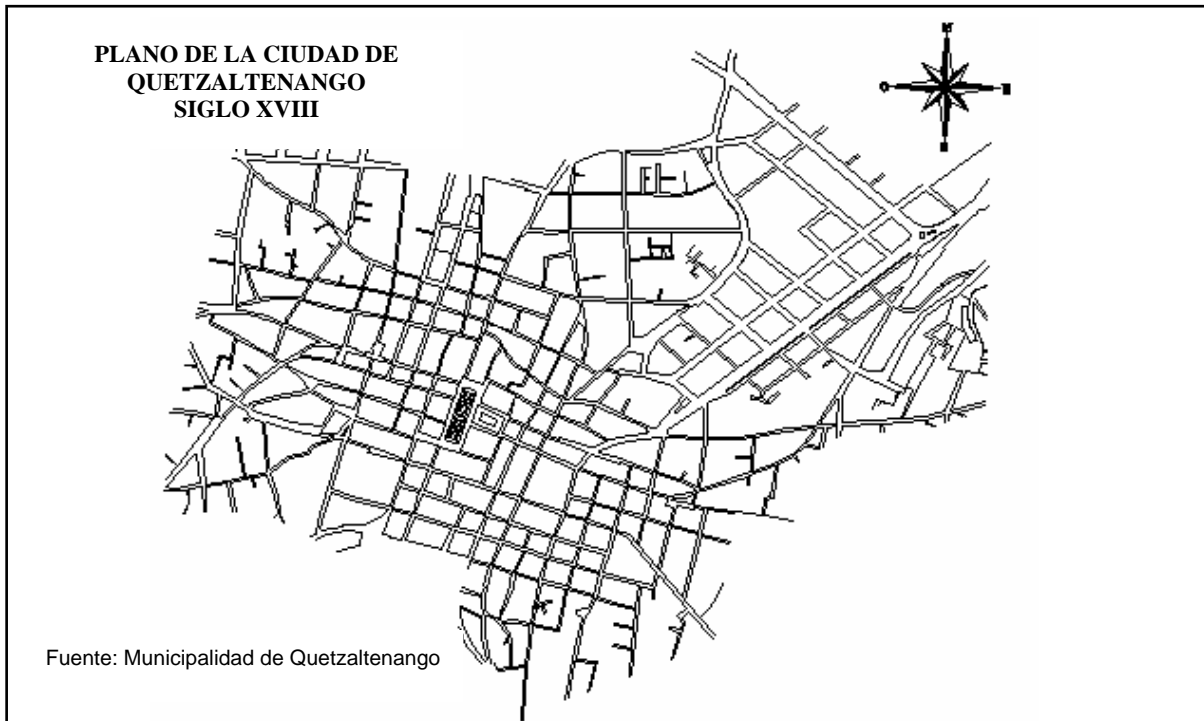 PLANO DE LA CIUDAD DE
QUETZALTENANGO
SIGLO XVIII
O
Fuente: Municipalidad de Quetzaltenango